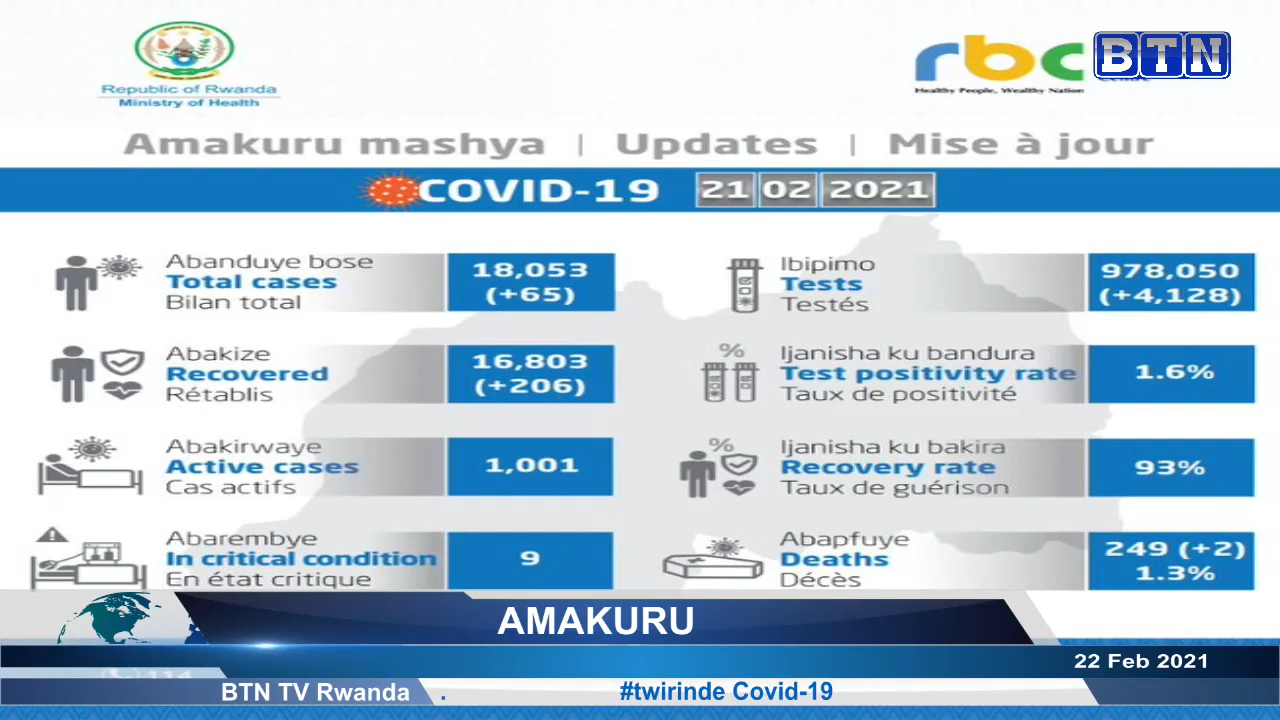 Republic of Rwanda
Ministry of Health
rbc
Healthy People, Wealthy Nation
BTN
Amakuru mashya | Updates | Mise à jour
COVID-19 21 02 2021
Abanduye bose
Total cases
Bilan total
18,053
(+65)
Ibipimo
Tests
Testés
978,050
(+4,128)
Abakize
Recovered
Rétablis
16,803
(+206)
%
Ijanisha ku bandura
Test positivity rate
Taux de positivité
1.6%
Abakirwaye
Active cases
Cas actifs
1,001
%
Ijanisha ku bakira
Recovery rate
Taux de guérison
93%
Abarembye
In critical condition
En état critique
9
Abapfuye
Deaths
Décès
249 (+2)
1.3%
AMAKURU
22 Feb 2021
BTN TV Rwanda .
#twirinde Covid-19